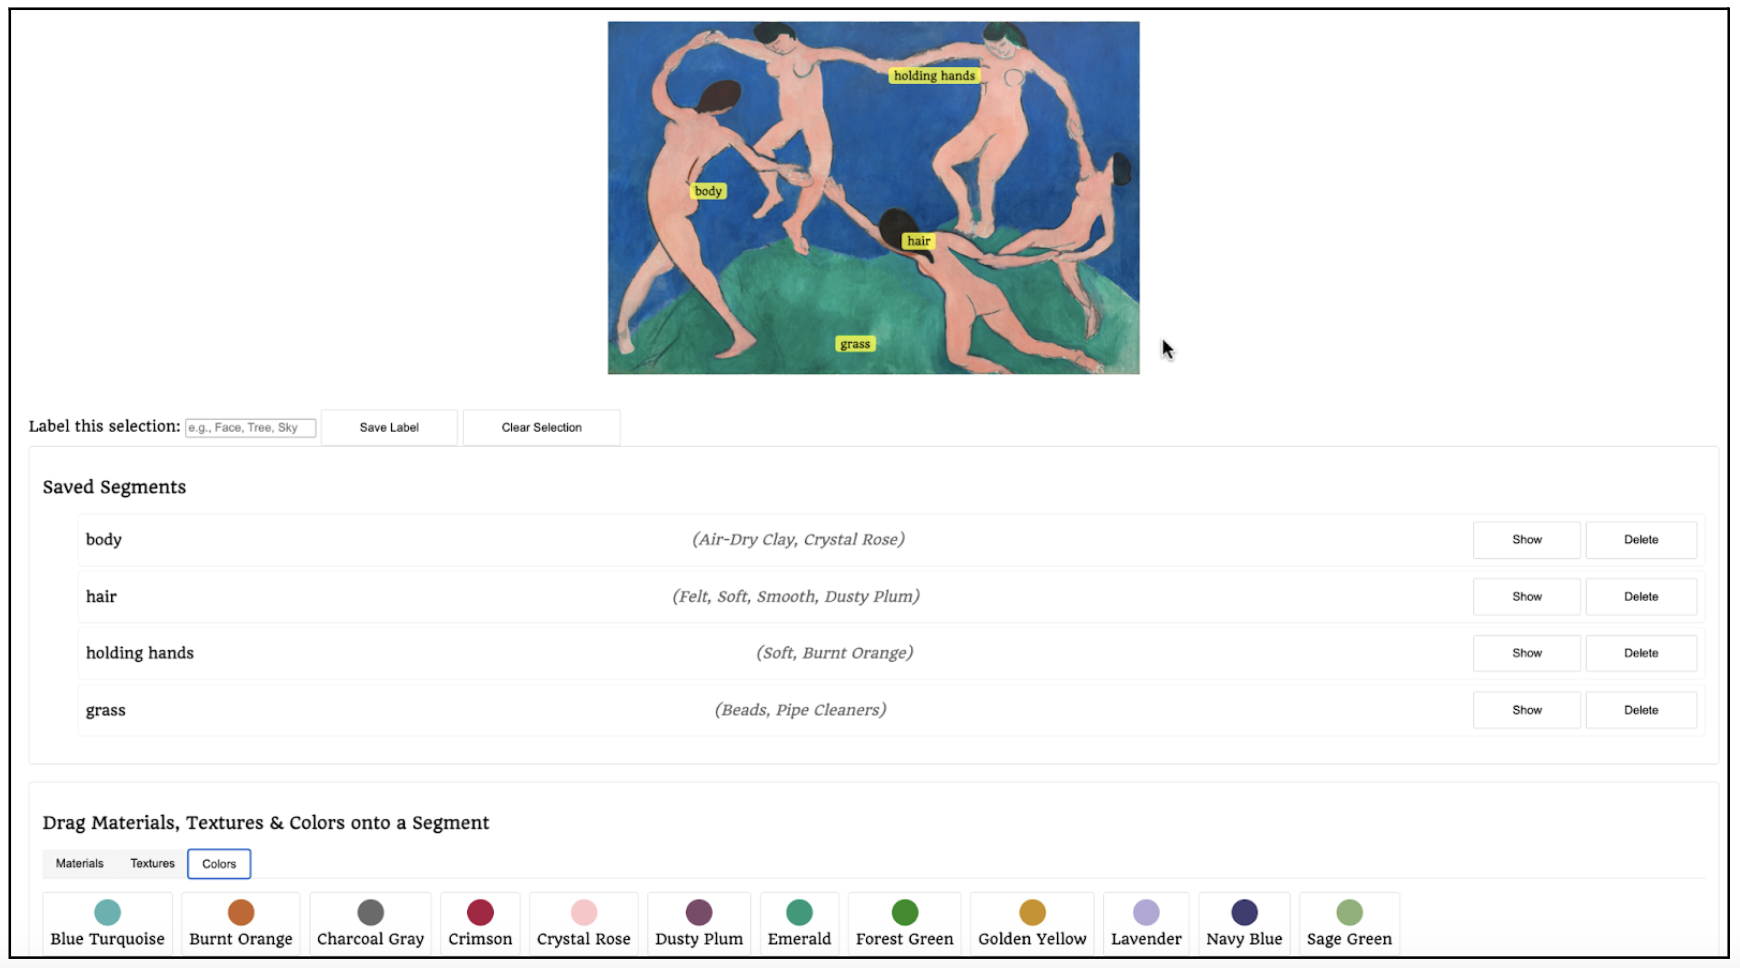 holding hands
body
hair
grass
Label this selection: e.g., Face, Tree, Sky Save Label Clear Selection
Saved Segments
body (Air-Dry Clay, Crystal Rose) Show Delete
hair (Felt, Soft, Smooth, Dusty Plum) Show Delete
holding hands (Soft, Burnt Orange) Show Delete
grass (Beads, Pipe Cleaners) Show Delete
Drag Materials, Textures & Colors onto a Segment
Materials Textures Colors
Blue Turquoise Burnt Orange Charcoal Gray Crimson Crystal Rose Dusty Plum Emerald Forest Green Golden Yellow Lavender Navy Blue Sage Green